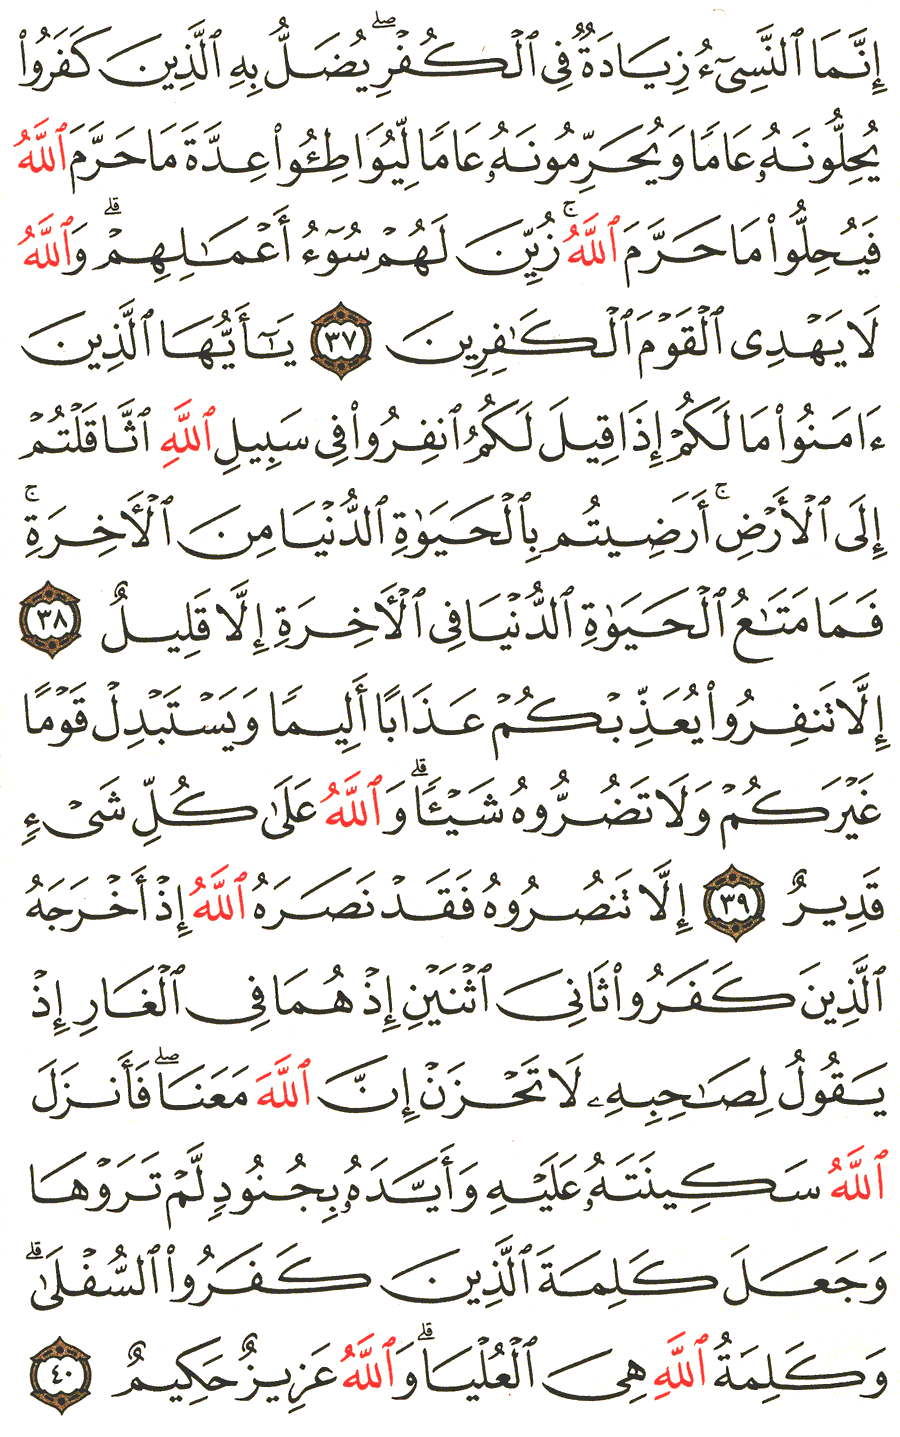 إِنَّمَا ٱلنَّسِىٓءُ زِيَادَةٌ فِى ٱلْكُفْرِ ۖ يُضَلُّ بِهِ ٱلَّذِينَ كَفَرُوا۟
يُحِلُّونَهُۥ عَامًا وَيُحَرِّمُونَهُۥ عَامًا لِّيُوَاطِـُٔوا۟ عِدَّةَ مَا حَرَّمَ ٱللَّهُ
فَيُحِلُّوا۟ مَا حَرَّمَ ٱللَّهُ ۚ زُيِّنَ لَهُمْ سُوٓءُ أَعْمَـٰلِهِمْ ۗ وَٱللَّهُ
لَا يَهْدِى ٱلْقَوْمَ ٱلْكَـٰفِرِينَ ٣٧ يَـٰٓأَيُّهَا ٱلَّذِينَ
ءَامَنُوا۟ مَا لَكُمْ إِذَا قِيلَ لَكُمُ ٱنفِرُوا۟ فِى سَبِيلِ ٱللَّهِ ٱثَّاقَلْتُمْ
إِلَى ٱلْأَرْضِ ۚ أَرَضِيتُم بِٱلْحَيَوٰةِ ٱلدُّنْيَا مِنَ ٱلْـَٔاخِرَةِ ۚ
فَمَا مَتَـٰعُ ٱلْحَيَوٰةِ ٱلدُّنْيَا فِى ٱلْـَٔاخِرَةِ إِلَّا قَلِيلٌ ٣٨
إِلَّا تَنفِرُوا۟ يُعَذِّبْكُمْ عَذَابًا أَلِيمًا وَيَسْتَبْدِلْ قَوْمًا
غَيْرَكُمْ وَلَا تَضُرُّوهُ شَيْـًٔا ۗ وَٱللَّهُ عَلَىٰ كُلِّ شَىْءٍ
قَدِيرٌ ٣٩ إِلَّا تَنصُرُوهُ فَقَدْ نَصَرَهُ ٱللَّهُ إِذْ أَخْرَجَهُ
ٱلَّذِينَ كَفَرُوا۟ ثَانِىَ ٱثْنَيْنِ إِذْ هُمَا فِى ٱلْغَارِ إِذْ
يَقُولُ لِصَـٰحِبِهِۦ لَا تَحْزَنْ إِنَّ ٱللَّهَ مَعَنَا ۖ فَأَنزَلَ
ٱللَّهُ سَكِينَتَهُۥ عَلَيْهِ وَأَيَّدَهُۥ بِجُنُودٍ لَّمْ تَرَوْهَا
وَجَعَلَ كَلِمَةَ ٱلَّذِينَ كَفَرُوا۟ ٱلسُّفْلَىٰ ۗ
وَكَلِمَةُ ٱللَّهِ هِىَ ٱلْعُلْيَا ۗ وَٱللَّهُ عَزِيزٌ حَكِيمٌ ٤٠